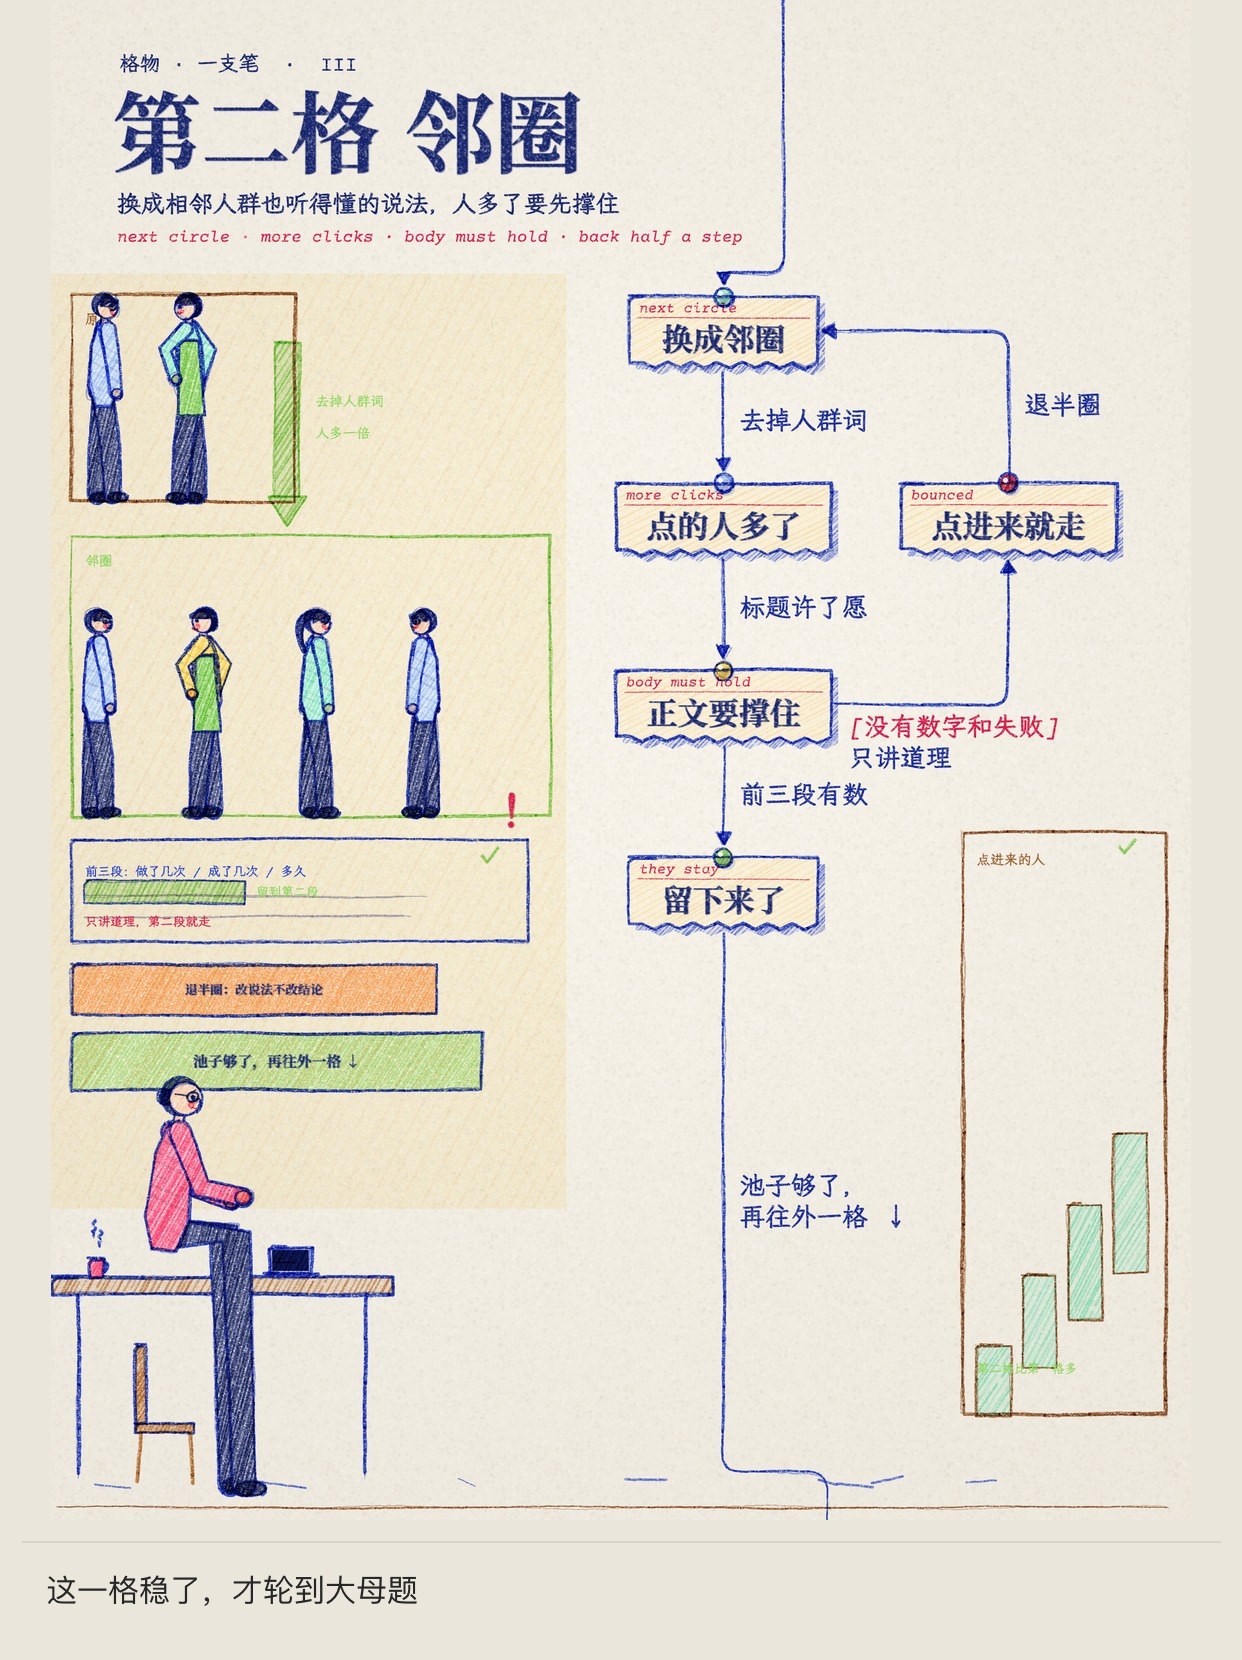 格物 · 一支笔 · III
第二格 邻圈
换成相邻人群也听得懂的说法，人多了要先撑住
next circle · more clicks · body must hold · back half a step
原
去掉人群词
人多一倍
邻圈
!
前三段：做了几次 / 成了几次 / 多久
留到第二段
只讲道理，第二段就走
退半圈：改说法不改结论
池子够了，再往外一格 ↓
next circle
换成邻圈
去掉人群词
退半圈
more clicks
点的人多了
bounced
点进来就走
标题许了愿
body must hold
正文要撑住
[没有数字和失败]
只讲道理
前三段有数
they stay
留下来了
池子够了，
再往外一格 ↓
点进来的人
这一格稳了，才轮到大母题